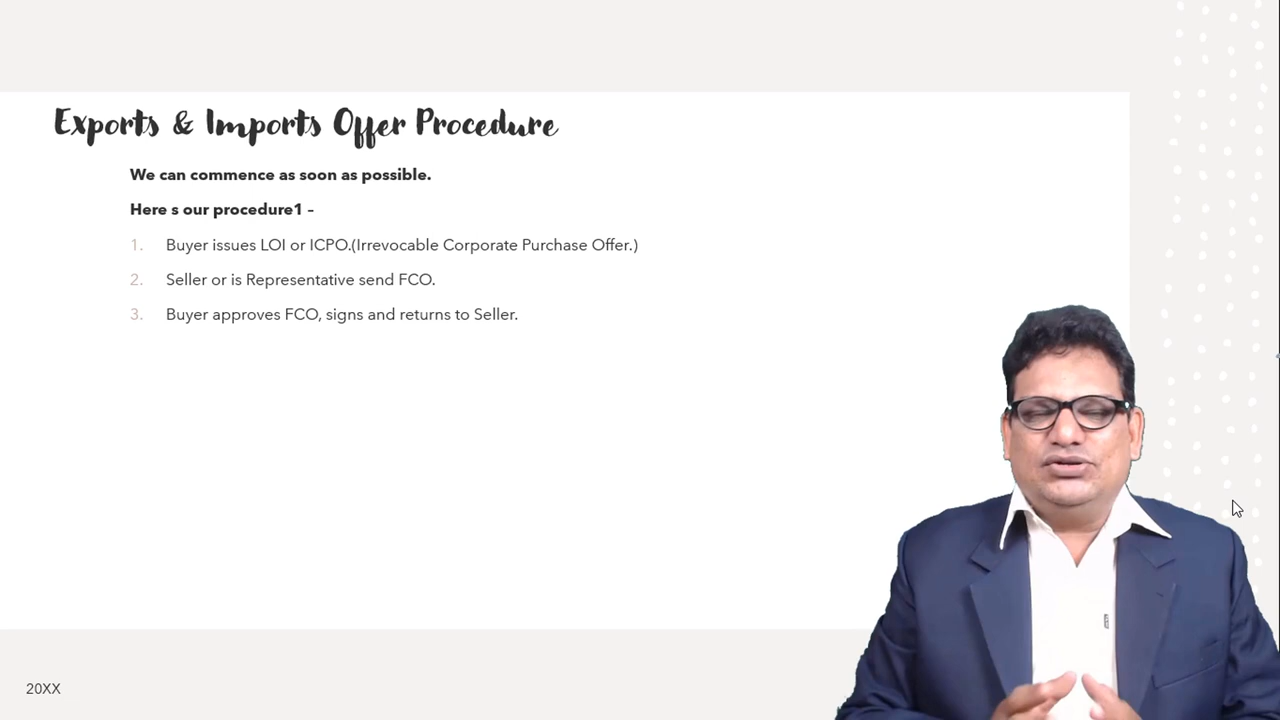 Exports & Imports Offer Procedure
We can commence as soon as possible.
Here s our procedure1 –
1. Buyer issues LOI or ICPO.(Irrevocable Corporate Purchase Offer.)
2. Seller or is Representative send FCO.
3. Buyer approves FCO, signs and returns to Seller.
20XX